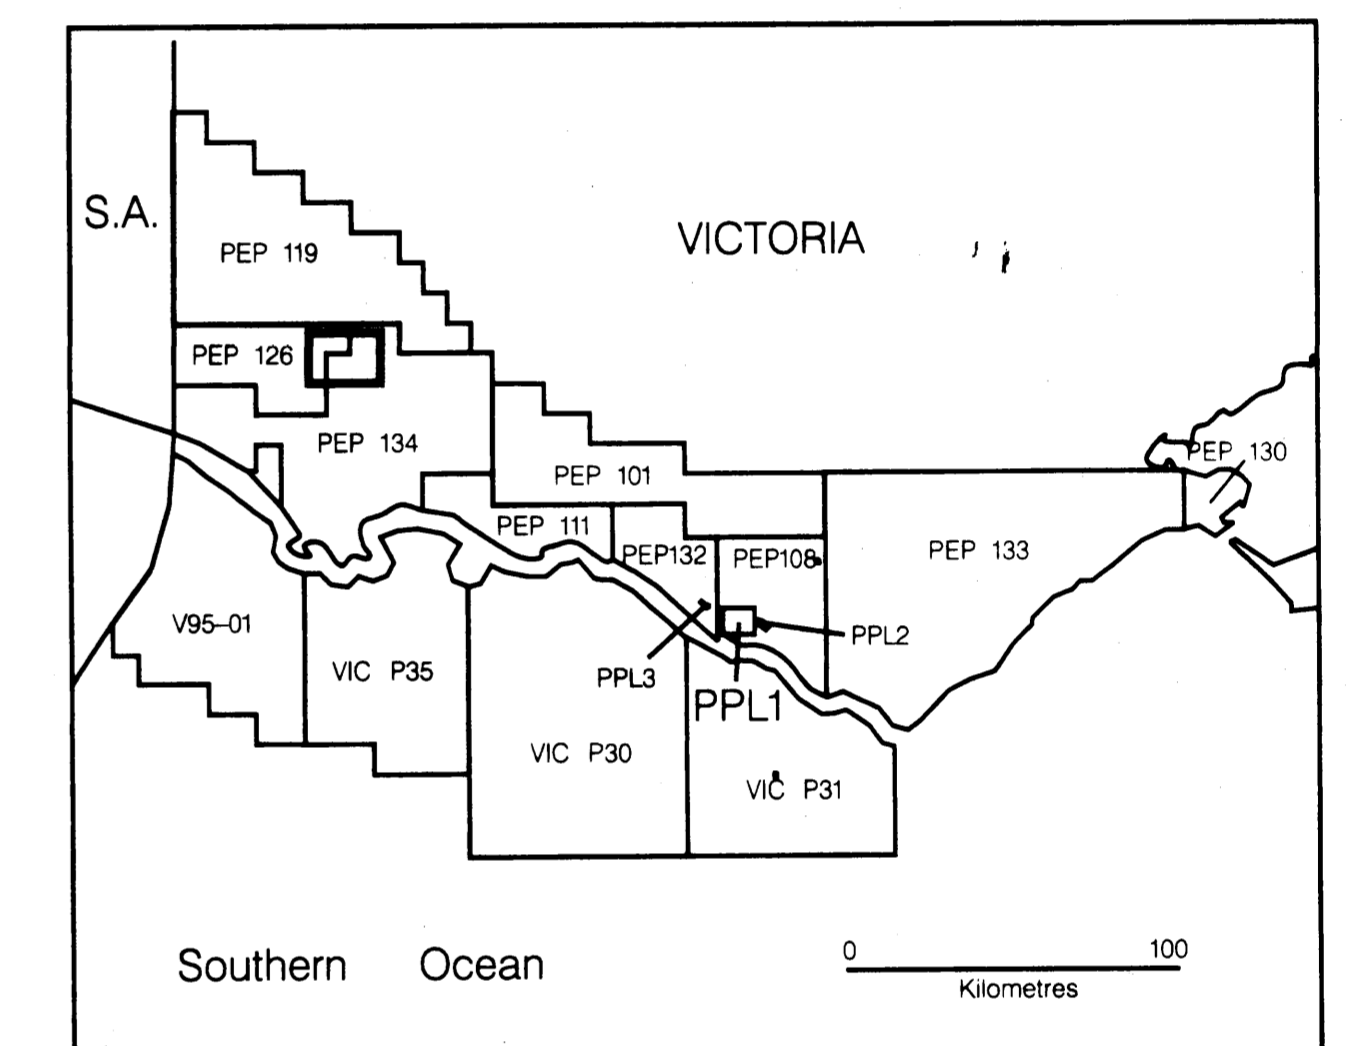 S.A.
VICTORIA
PEP 119
PEP 126
PEP 134
PEP 101
PEP 130
PEP 111
PEP132
PEP108
PEP 133
V95-01
VIC P35
PPL3
PPL2
PPL1
VIC P30
VIC P31
Southern Ocean
0 100
Kilometres